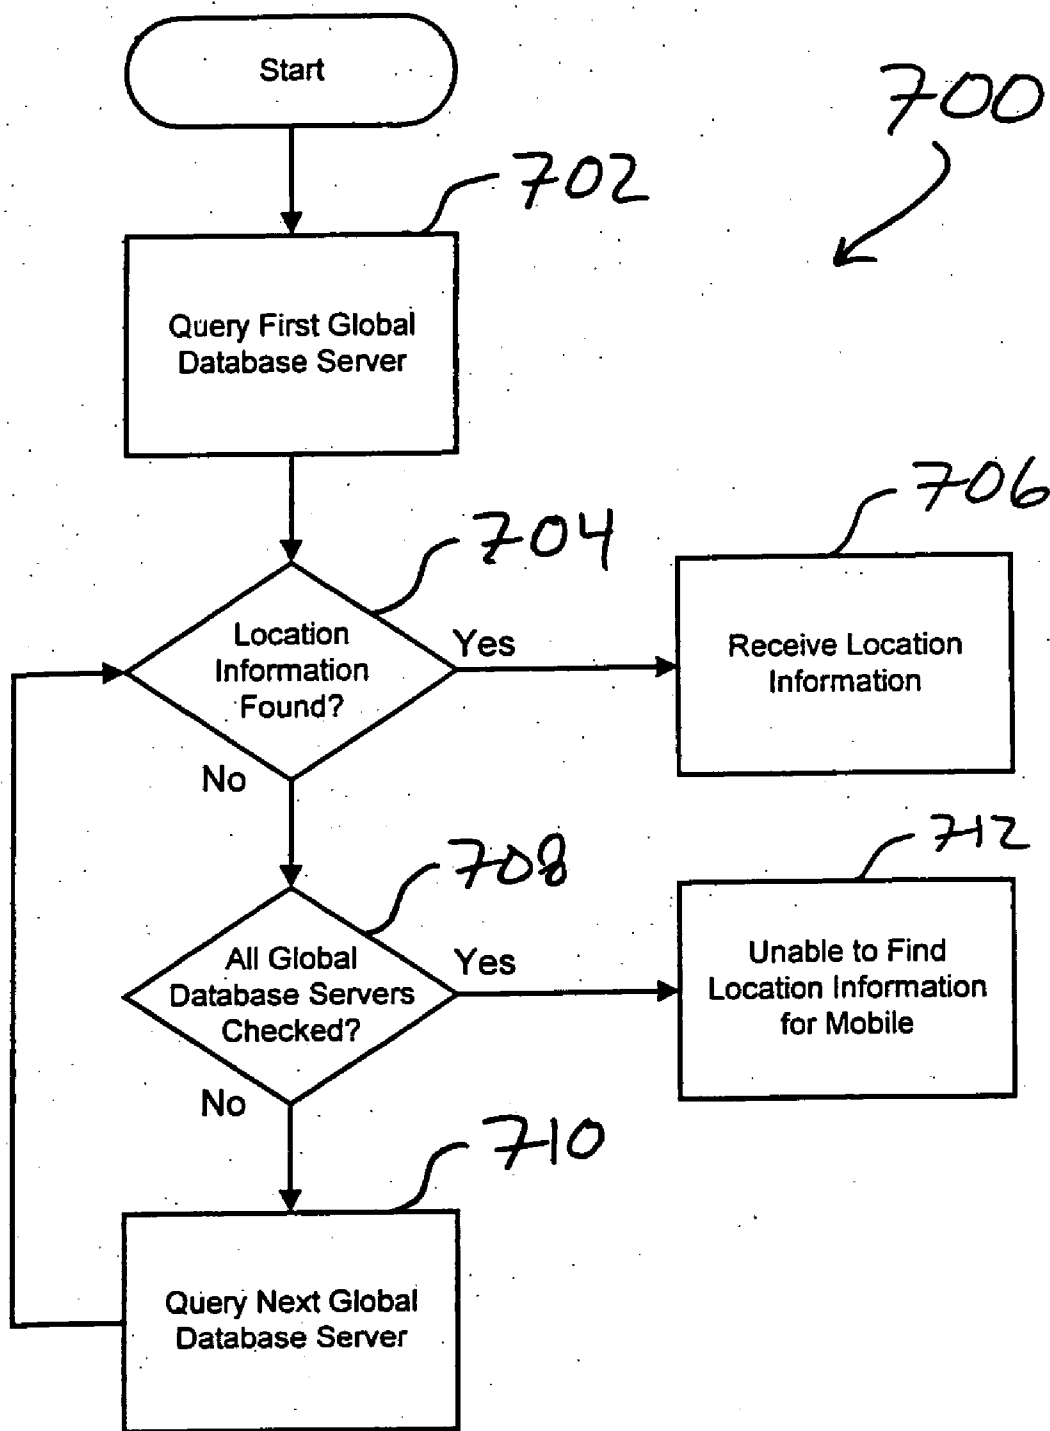 Start
700
702
Query First Global
Database Server
706
704
Location
Information
Found?
Yes
Receive Location
Information
No
712
708
All Global
Database Servers
Checked?
Yes
Unable to Find
Location Information
for Mobile
No
710
Query Next Global
Database Server